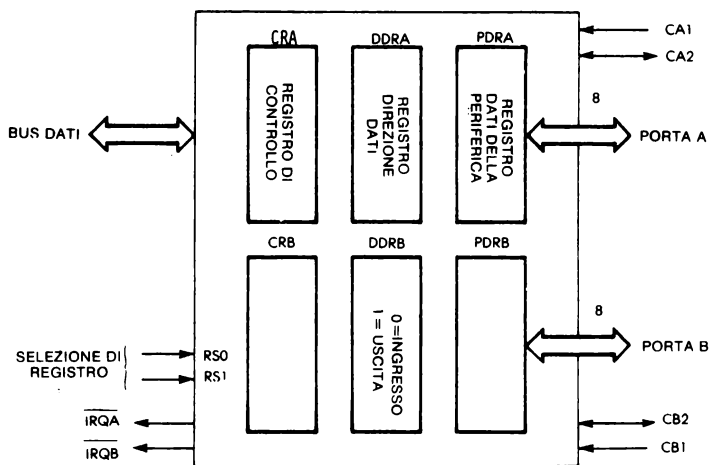 CRA
DDRA
PDRA
CA1
CA2
REGISTRO DI
CONTROLLO
REGISTRO
DIREZIONE
DATI
REGISTRO
DATI DELLA
PERIFERICA
8
BUS DATI
PORTA A
CRB
DDRB
PDRB
0=INGRESSO
1= USCITA
8
PORTA B
SELEZIONE DI
REGISTRO
RS0
RS1
IRQA
IRQB
CB2
CB1